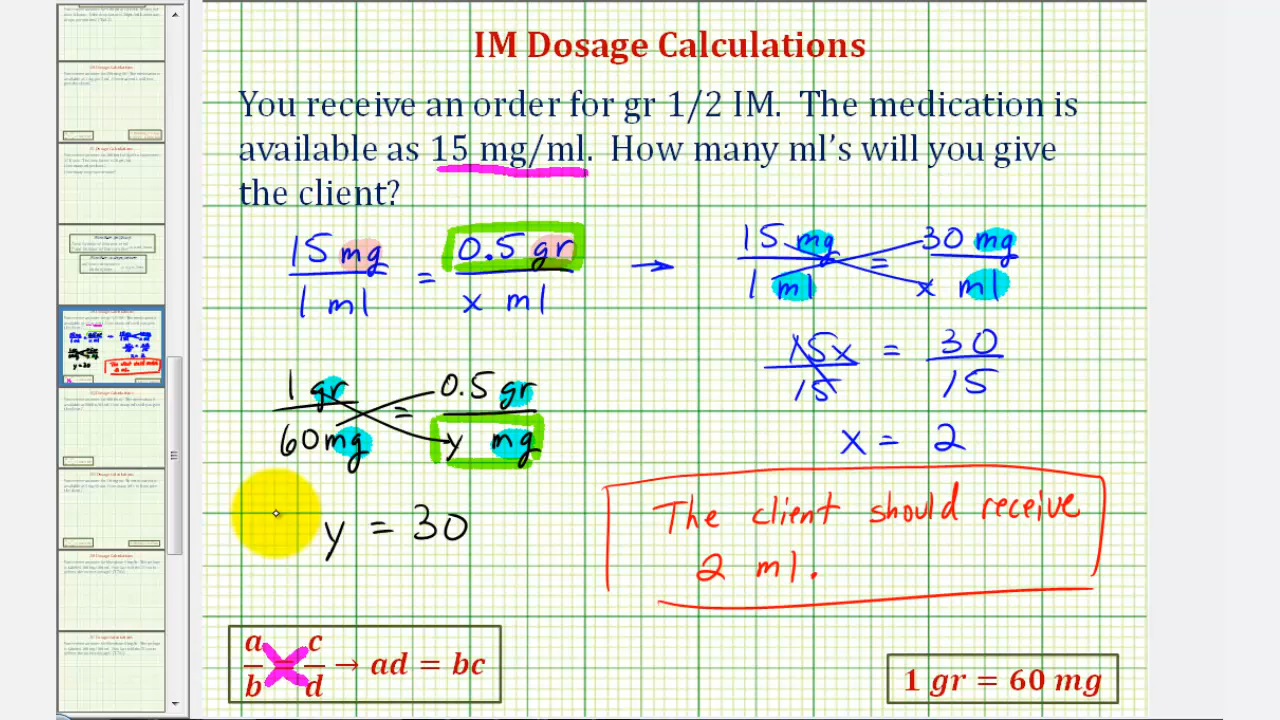 IM Dosage Calculations
You receive an order for gr 1/2 IM. The medication is
available as 15 mg/ml. How many ml's will you give
the client?
15 mg / 1 ml = 0.5 gr / x ml → 15 mg / 1 ml = 30 mg / x ml
1 gr / 60 mg = 0.5 gr / y mg
15x / 15 = 30 / 15
x = 2
y = 30
The client should receive
2 ml.
a/b = c/d → ad = bc
1 gr = 60 mg